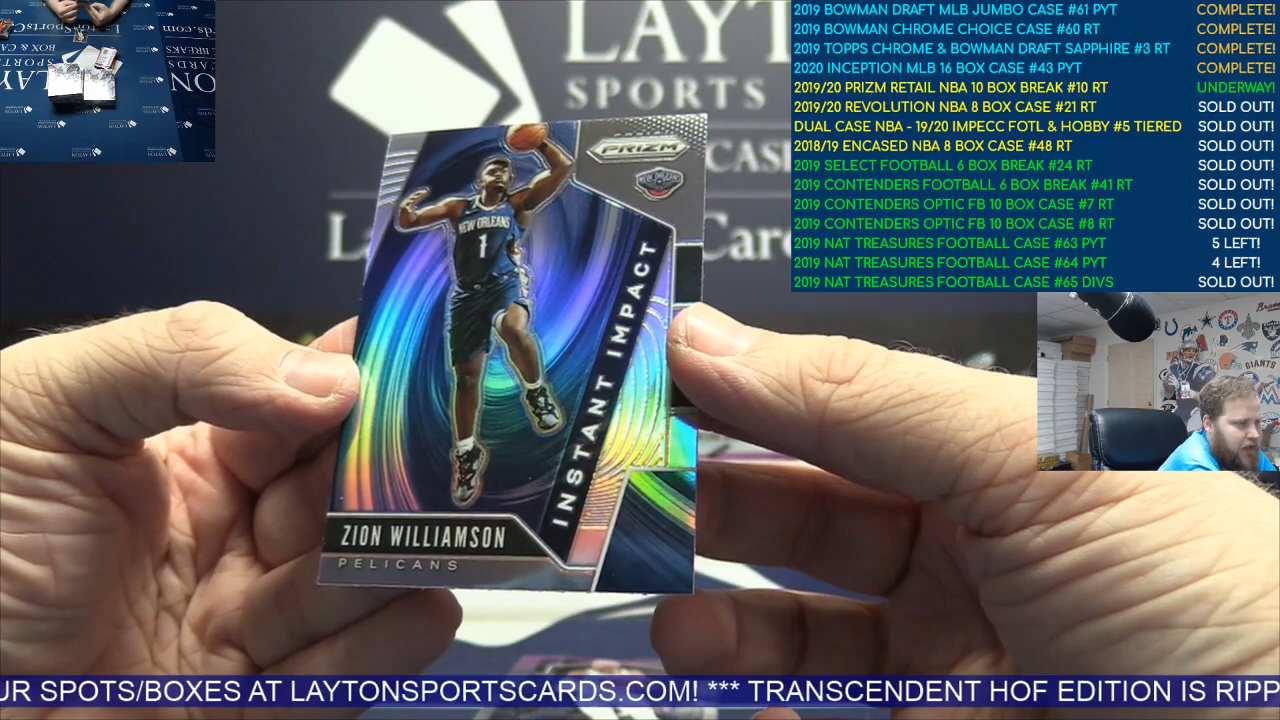 2019 BOWMAN DRAFT MLB JUMBO CASE #61 PYT COMPLETE!
2019 BOWMAN CHROME CHOICE CASE #60 RT COMPLETE!
2019 TOPPS CHROME & BOWMAN DRAFT SAPPHIRE #3 RT COMPLETE!
2020 INCEPTION MLB 16 BOX CASE #43 PYT COMPLETE!
2019/20 PRIZM RETAIL NBA 10 BOX BREAK #10 RT UNDERWAY!
2019/20 REVOLUTION NBA 8 BOX CASE #21 RT SOLD OUT!
DUAL CASE NBA - 19/20 IMPECC FOTL & HOBBY #5 TIERED SOLD OUT!
2018/19 ENCASED NBA 8 BOX CASE #48 RT SOLD OUT!
2019 SELECT FOOTBALL 6 BOX BREAK #24 RT SOLD OUT!
2019 CONTENDERS FOOTBALL 6 BOX BREAK #41 RT SOLD OUT!
2019 CONTENDERS OPTIC FB 10 BOX CASE #7 RT SOLD OUT!
2019 CONTENDERS OPTIC FB 10 BOX CASE #8 RT SOLD OUT!
2019 NAT TREASURES FOOTBALL CASE #63 PYT 5 LEFT!
2019 NAT TREASURES FOOTBALL CASE #64 PYT 4 LEFT!
2019 NAT TREASURES FOOTBALL CASE #65 DIVS SOLD OUT!
LAYT
SPORTS
PRIZM
NEW ORLEANS
NEW ORLEANS
1
INSTANT IMPACT
ZION WILLIAMSON
PELICANS
GIANTS
UR SPOTS/BOXES AT LAYTONSPORTSCARDS.COM! *** TRANSCENDENT HOF EDITION IS RIPP